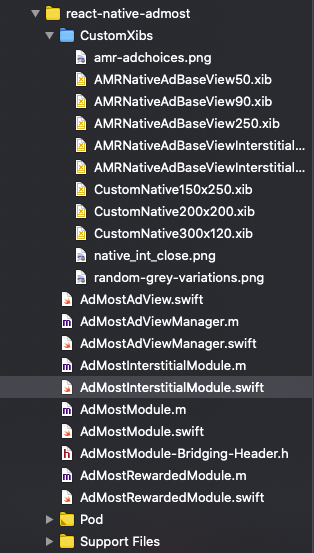 react-native-admost
CustomXibs
amr-adchoices.png
AMRNativeAdBaseView50.xib
AMRNativeAdBaseView90.xib
AMRNativeAdBaseView250.xib
AMRNativeAdBaseViewInterstitial...
AMRNativeAdBaseViewInterstitial...
CustomNative150x250.xib
CustomNative200x200.xib
CustomNative300x120.xib
native_int_close.png
random-grey-variations.png
AdMostAdView.swift
AdMostAdViewManager.m
AdMostAdViewManager.swift
AdMostInterstitialModule.m
AdMostInterstitialModule.swift
AdMostModule.m
AdMostModule.swift
AdMostModule-Bridging-Header.h
AdMostRewardedModule.m
AdMostRewardedModule.swift
Pod
Support Files